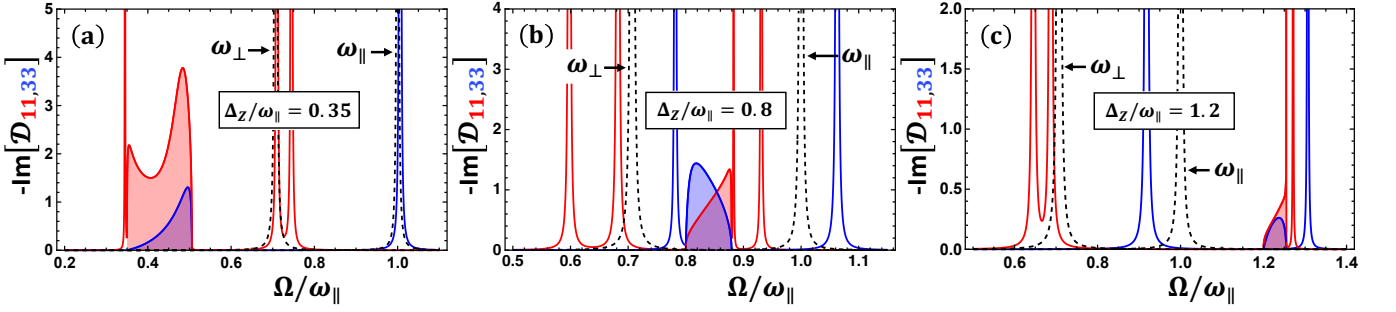 (a)
-Im[𝒟11,33]
5
4
3
2
1
0
ω⊥
ω∥
ΔZ/ω∥ = 0.35
0.2 0.4 0.6 0.8 1.0
Ω/ω∥
(b)
-Im[𝒟11,33]
4
3
2
1
0
ω⊥
ω∥
ΔZ/ω∥ = 0.8
0.5 0.6 0.7 0.8 0.9 1.0 1.1
Ω/ω∥
(c)
-Im[𝒟11,33]
2.0
1.5
1.0
0.5
0.0
ω⊥
ω∥
ΔZ/ω∥ = 1.2
0.6 0.8 1.0 1.2 1.4
Ω/ω∥